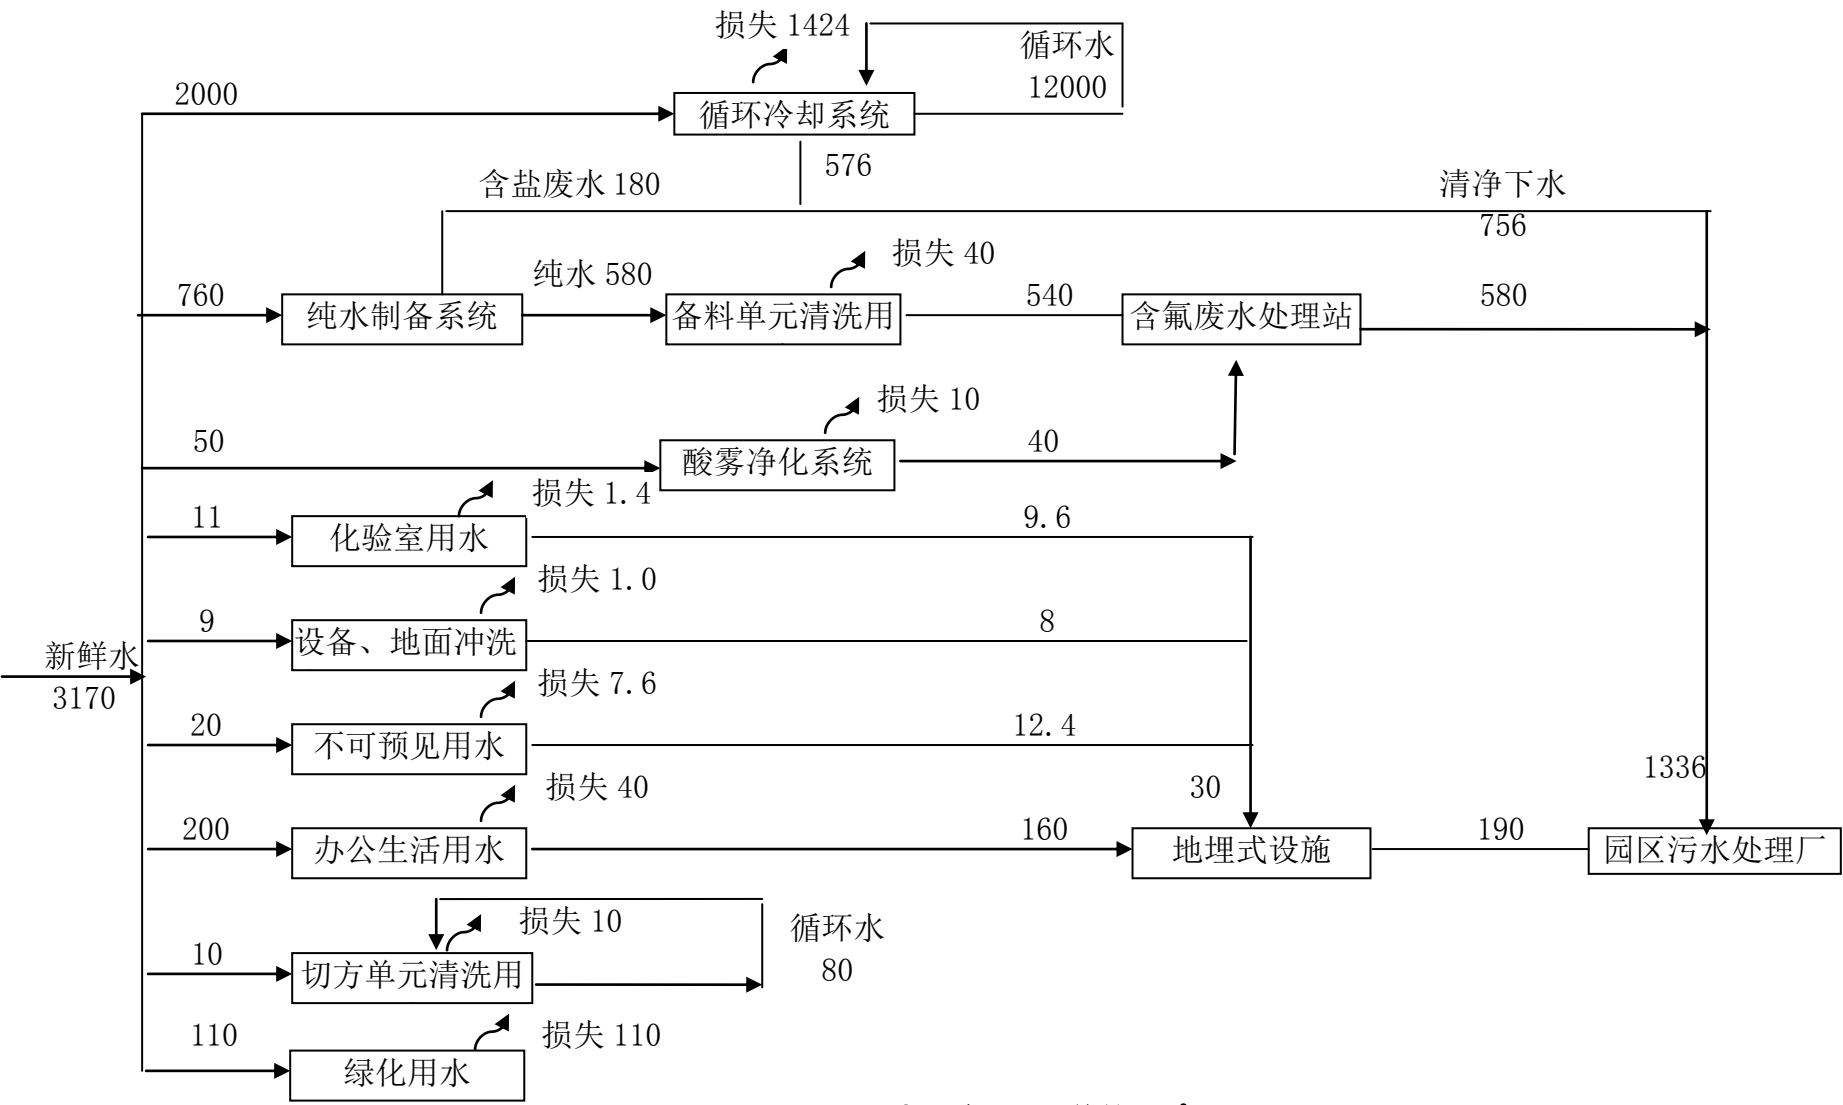 损失 1424
循环水
12000
2000
循环冷却系统
576
含盐废水 180
清净下水
756
损失 40
纯水 580
760
540
580
纯水制备系统
备料单元清洗用
含氟废水处理站
损失 10
50
40
酸雾净化系统
损失 1.4
11
9.6
化验室用水
损失 1.0
9
8
设备、地面冲洗
新鲜水
3170
损失 7.6
20
12.4
不可预见用水
1336
损失 40
30
200
160
190
办公生活用水
地埋式设施
园区污水处理厂
损失 10
循环水
80
10
切方单元清洗用
110
损失 110
绿化用水